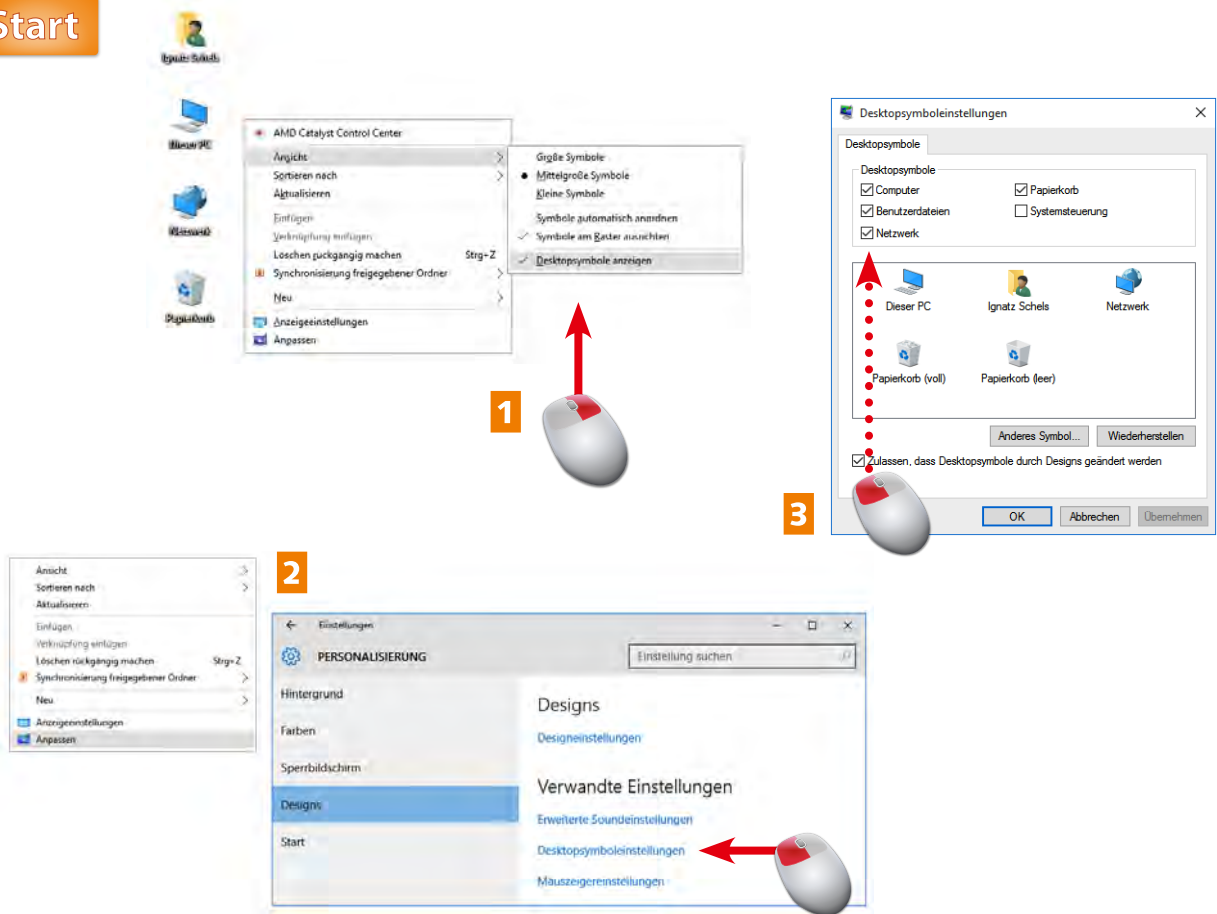 Start
Ignatz Schels
Dieser PC
Netzwerk
Papierkorb
AMD Catalyst Control Center
Ansicht
Sortieren nach
Aktualisieren
Einfügen
Verknüpfung einfügen
Löschen rückgängig machen Strg+Z
Synchronisierung freigegebener Ordner
Neu
Anzeigeeinstellungen
Anpassen
Große Symbole
Mittelgroße Symbole
Kleine Symbole
Symbole automatisch anordnen
Symbole am Raster ausrichten
Desktopsymbole anzeigen
1
Desktopsymboleinstellungen
Desktopsymbole
Desktopsymbole
Computer Papierkorb
Benutzerdateien Systemsteuerung
Netzwerk
Dieser PC Ignatz Schels Netzwerk
Papierkorb (voll) Papierkorb (leer)
Anderes Symbol... Wiederherstellen
Zulassen, dass Desktopsymbole durch Designs geändert werden
OK Abbrechen Übernehmen
3
Ansicht
Sortieren nach
Aktualisieren
Einfügen
Verknüpfung einfügen
Löschen rückgängig machen Strg+Z
Synchronisierung freigegebener Ordner
Neu
Anzeigeeinstellungen
Anpassen
2
Einstellungen
PERSONALISIERUNG
Einstellung suchen
Hintergrund
Farben
Sperrbildschirm
Designs
Start
Designs
Designeinstellungen
Verwandte Einstellungen
Erweiterte Soundeinstellungen
Desktopsymboleinstellungen
Mauszeigereinstellungen